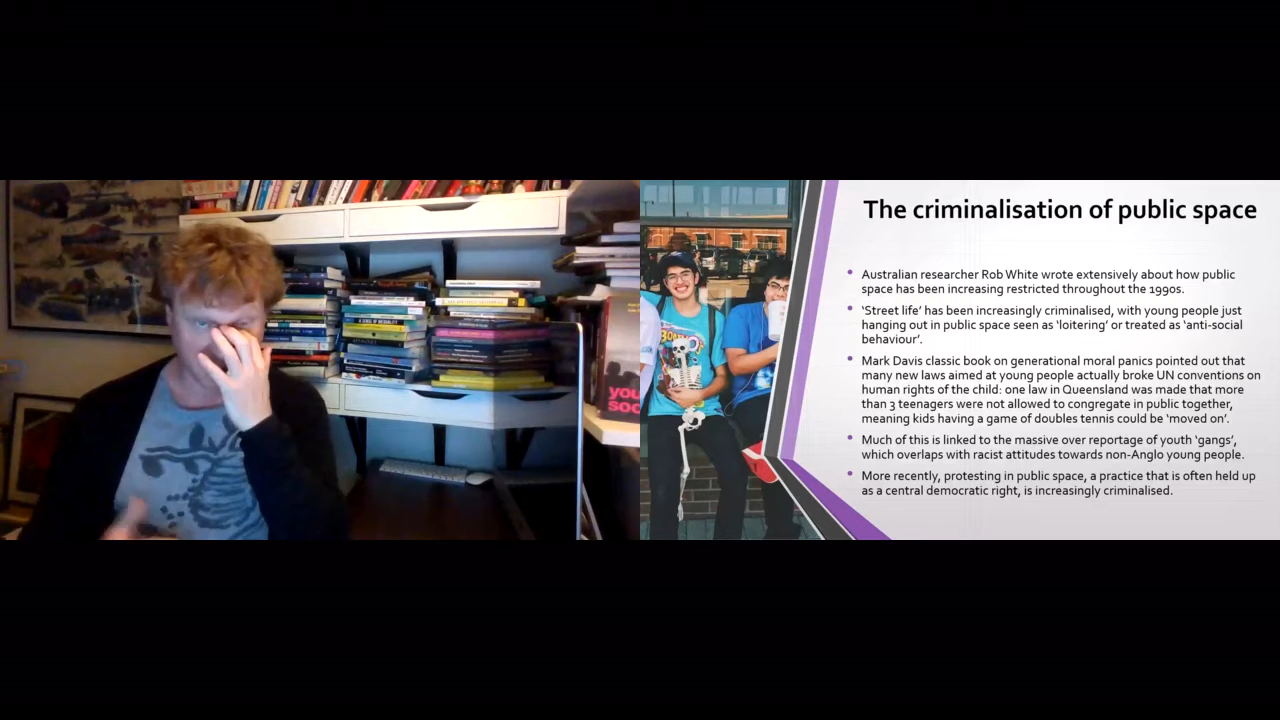 The criminalisation of public space
Australian researcher Rob White wrote extensively about how public
space has been increasing restricted throughout the 1990s.
'Street life' has been increasingly criminalised, with young people just
hanging out in public space seen as 'loitering' or treated as 'anti-social
behaviour'.
Mark Davis classic book on generational moral panics pointed out that
many new laws aimed at young people actually broke UN conventions on
human rights of the child: one law in Queensland was made that more
than 3 teenagers were not allowed to congregate in public together,
meaning kids having a game of doubles tennis could be 'moved on'.
Much of this is linked to the massive over reportage of youth 'gangs',
which overlaps with racist attitudes towards non-Anglo young people.
More recently, protesting in public space, a practice that is often held up
as a central democratic right, is increasingly criminalised.